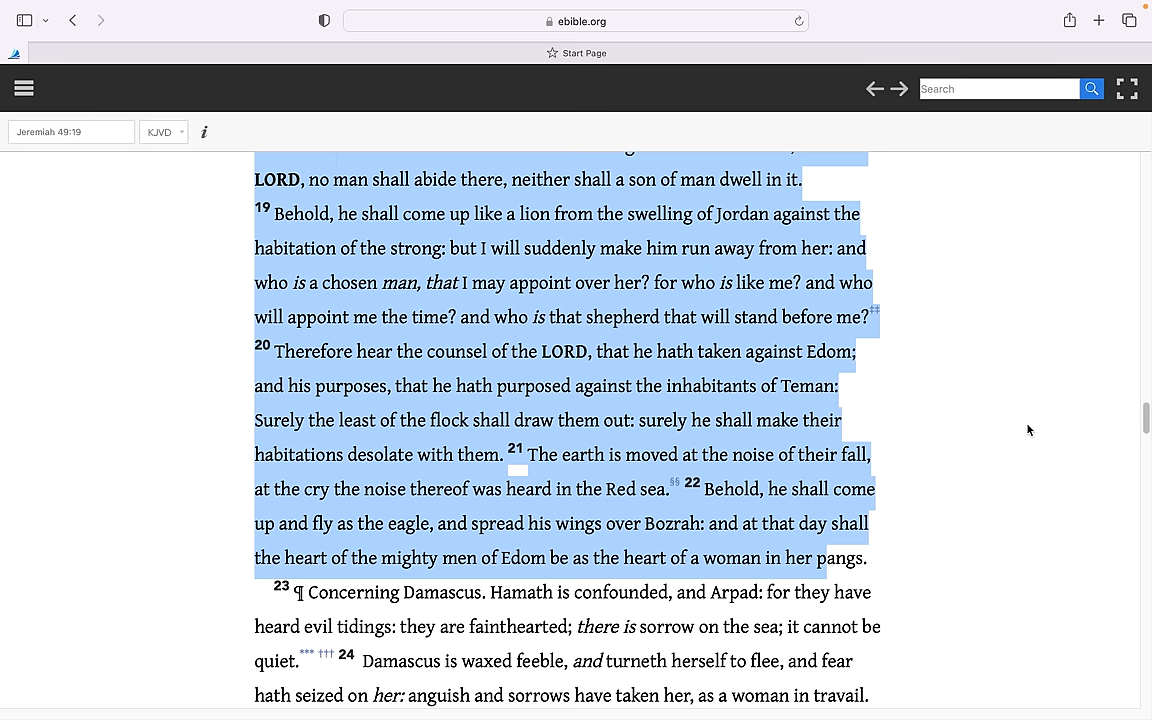 ebible.org
Start Page
Search
Jeremiah 49:19
KJVD
i
LORD, no man shall abide there, neither shall a son of man dwell in it.
19 Behold, he shall come up like a lion from the swelling of Jordan against the
habitation of the strong: but I will suddenly make him run away from her: and
who is a chosen man, that I may appoint over her? for who is like me? and who
will appoint me the time? and who is that shepherd that will stand before me?‡‡
20 Therefore hear the counsel of the LORD, that he hath taken against Edom;
and his purposes, that he hath purposed against the inhabitants of Teman:
Surely the least of the flock shall draw them out: surely he shall make their
habitations desolate with them. 21 The earth is moved at the noise of their fall,
at the cry the noise thereof was heard in the Red sea.§§ 22 Behold, he shall come
up and fly as the eagle, and spread his wings over Bozrah: and at that day shall
the heart of the mighty men of Edom be as the heart of a woman in her pangs.
23 ¶ Concerning Damascus. Hamath is confounded, and Arpad: for they have
heard evil tidings: they are fainthearted; there is sorrow on the sea; it cannot be
quiet.*** ††† 24 Damascus is waxed feeble, and turneth herself to flee, and fear
hath seized on her: anguish and sorrows have taken her, as a woman in travail.